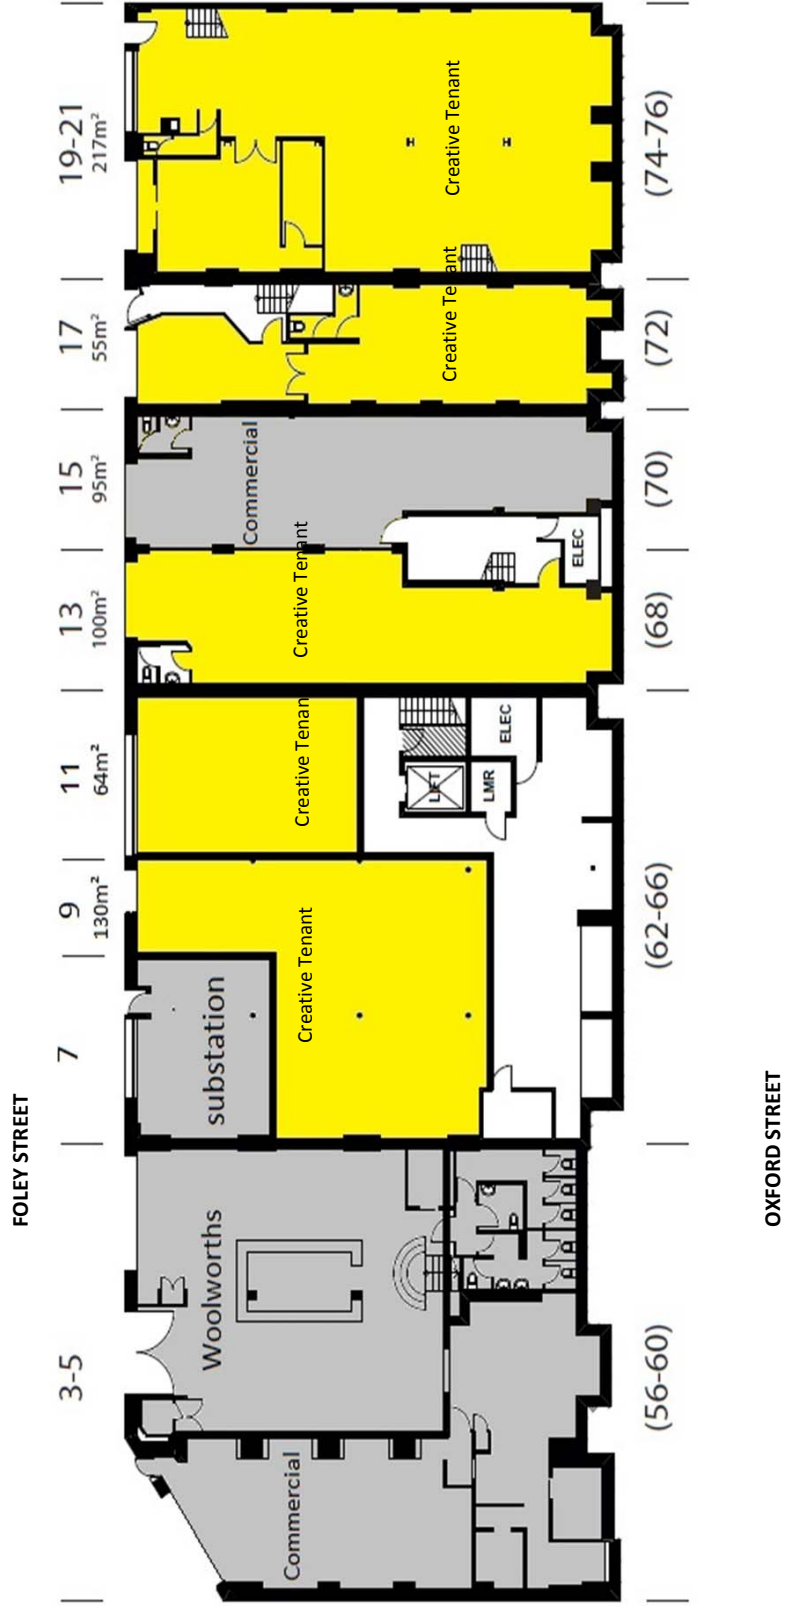 19-21
217m²
Creative Tenant
(74-76)
17
55m²
Creative Tenant
(72)
15
95m²
Commercial
ELEC
(70)
13
100m²
Creative Tenant
(68)
11
64m²
Creative Tenan
LIFT
LMR
ELEC
9
130m²
Creative Tenant
(62-66)
7
substation
FOLEY STREET
OXFORD STREET
3-5
Woolworths
Commercial
(56-60)